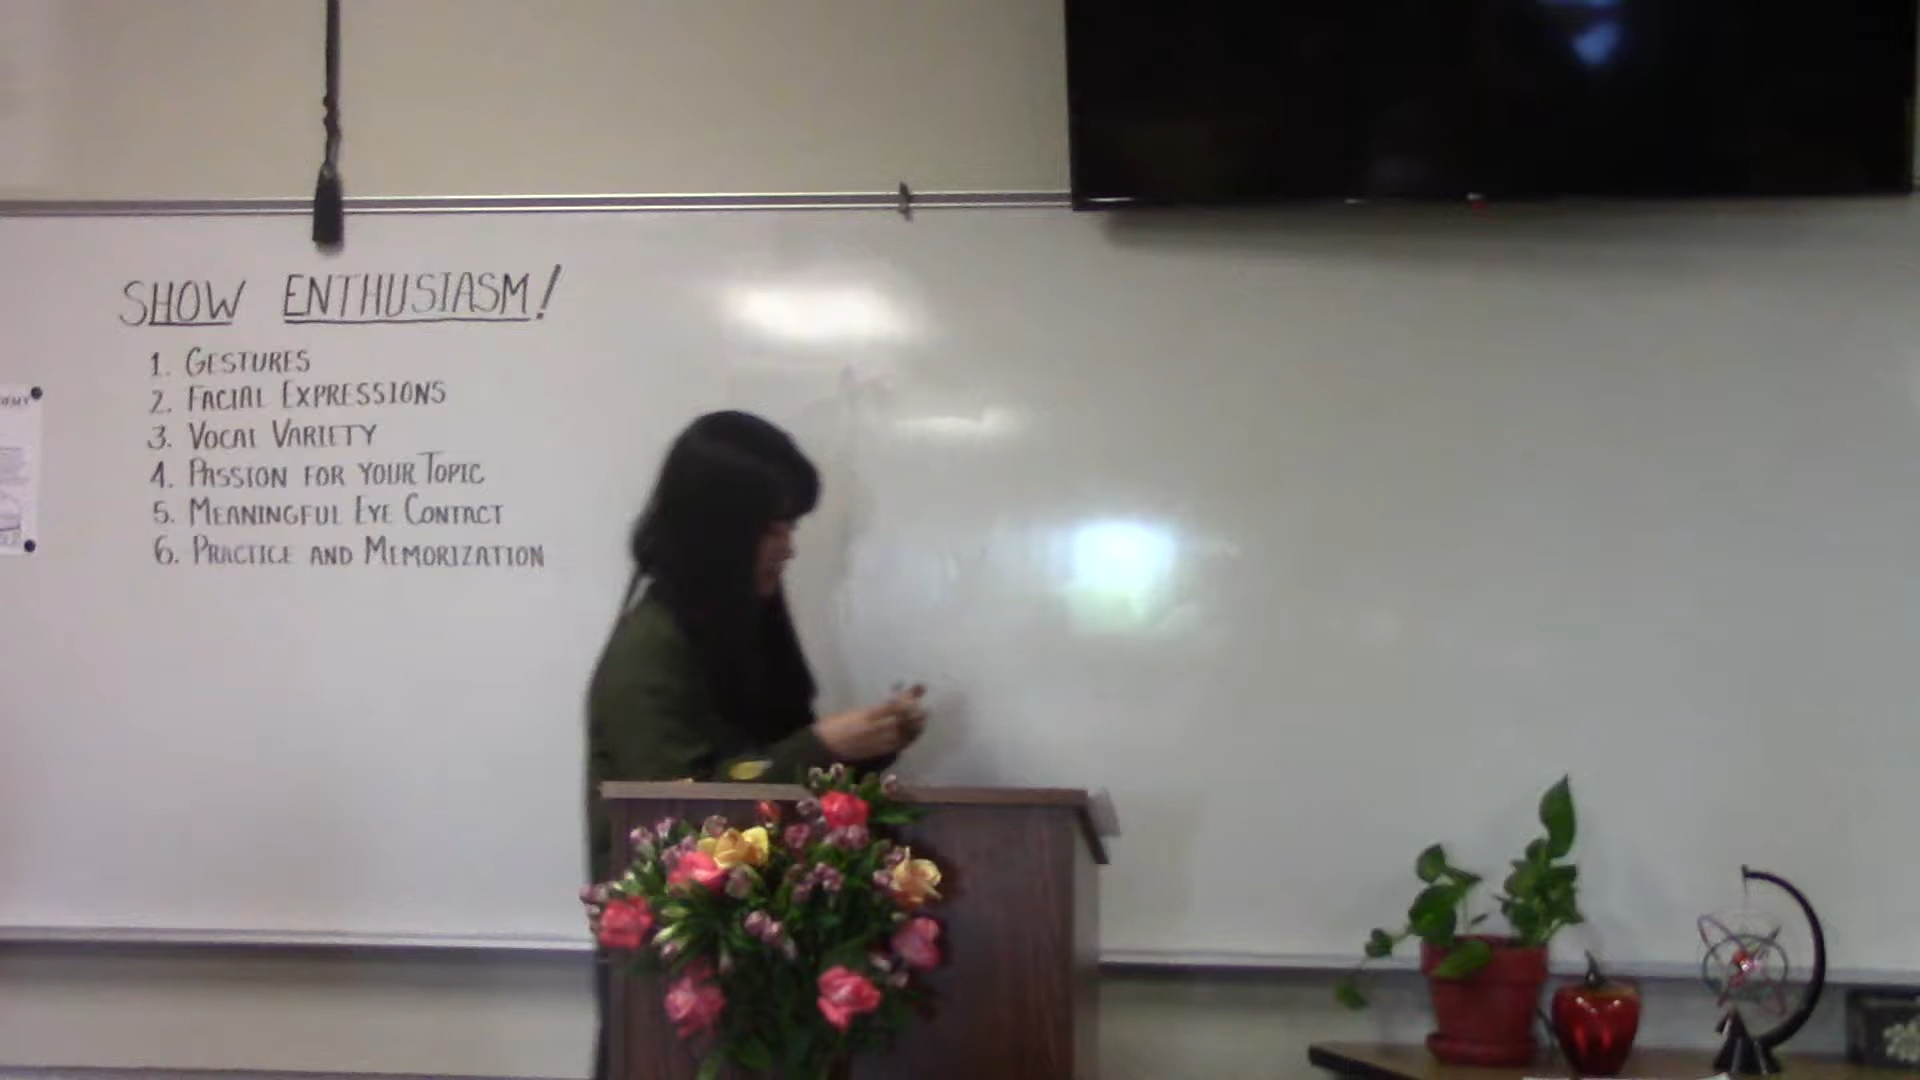 SHOW ENTHUSIASM!
1. GESTURES
2. FACIAL EXPRESSIONS
3. VOCAL VARIETY
4. PASSION FOR YOUR TOPIC
5. MEANINGFUL EYE CONTACT
6. PRACTICE AND MEMORIZATION